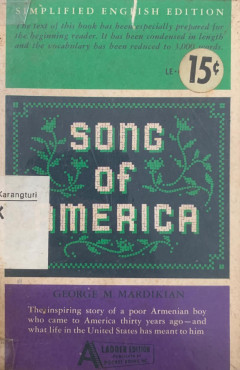 SIMPLIFIED ENGLISH EDITION
The text of this book has been especially prepared for
the beginning reader. It has been condensed in length
and the vocabulary has been reduced to 3,000 words.
LE-
15¢
SONG
OF
AMERICA
Karangturi
GEORGE M. MARDIKIAN
The inspiring story of a poor Armenian boy
who came to America thirty years ago—and
what life in the United States has meant to him
A LADDER EDITION